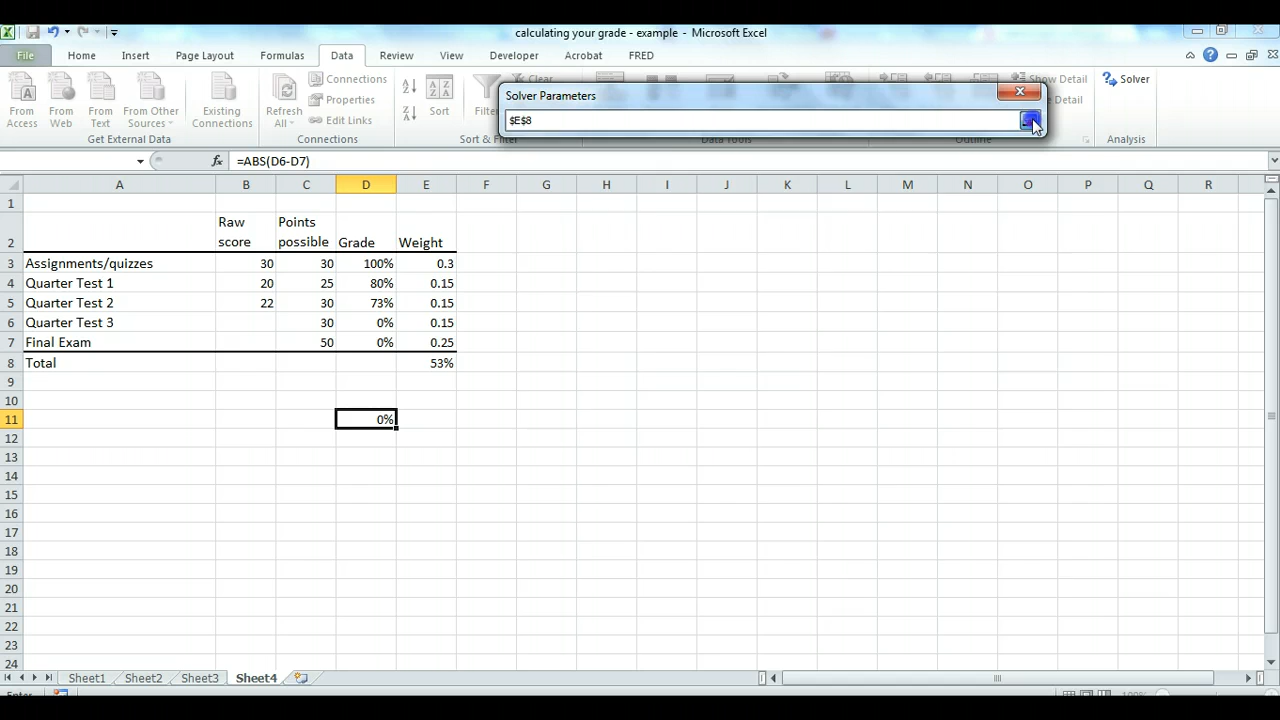 calculating your grade - example - Microsoft Excel
File Home Insert Page Layout Formulas Data Review View Developer Acrobat FRED
From Access
From Web
From Text
From Other Sources
Existing Connections
Get External Data
Refresh All
Connections
Properties
Edit Links
Connections
Sort
Filter
Clear
Sort & Filter
Data Tools
Show Detail
Detail
Outline
Solver
Analysis
Solver Parameters
$E$8
fx =ABS(D6-D7)
A B C D E F G H I J K L M N O P Q R
1
2 Raw score Points possible Grade Weight
3 Assignments/quizzes 30 30 100% 0.3
4 Quarter Test 1 20 25 80% 0.15
5 Quarter Test 2 22 30 73% 0.15
6 Quarter Test 3 30 0% 0.15
7 Final Exam 50 0% 0.25
8 Total 53%
9
10
11 0%
12
13
14
15
16
17
18
19
20
21
22
23
24
Sheet1 Sheet2 Sheet3 Sheet4